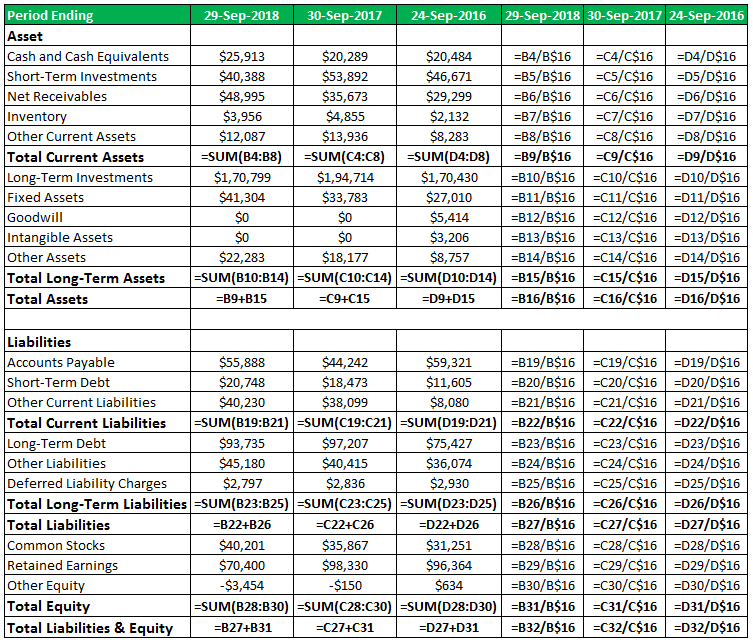 Period Ending 29-Sep-2018 30-Sep-2017 24-Sep-2016 29-Sep-2018 30-Sep-2017 24-Sep-2016
Asset
Cash and Cash Equivalents $25,913 $20,289 $20,484 =B4/B$16 =C4/C$16 =D4/D$16
Short-Term Investments $40,388 $53,892 $46,671 =B5/B$16 =C5/C$16 =D5/D$16
Net Receivables $48,995 $35,673 $29,299 =B6/B$16 =C6/C$16 =D6/D$16
Inventory $3,956 $4,855 $2,132 =B7/B$16 =C7/C$16 =D7/D$16
Other Current Assets $12,087 $13,936 $8,283 =B8/B$16 =C8/C$16 =D8/D$16
Total Current Assets =SUM(B4:B8) =SUM(C4:C8) =SUM(D4:D8) =B9/B$16 =C9/C$16 =D9/D$16
Long-Term Investments $1,70,799 $1,94,714 $1,70,430 =B10/B$16 =C10/C$16 =D10/D$16
Fixed Assets $41,304 $33,783 $27,010 =B11/B$16 =C11/C$16 =D11/D$16
Goodwill $0 $0 $5,414 =B12/B$16 =C12/C$16 =D12/D$16
Intangible Assets $0 $0 $3,206 =B13/B$16 =C13/C$16 =D13/D$16
Other Assets $22,283 $18,177 $8,757 =B14/B$16 =C14/C$16 =D14/D$16
Total Long-Term Assets =SUM(B10:B14) =SUM(C10:C14) =SUM(D10:D14) =B15/B$16 =C15/C$16 =D15/D$16
Total Assets =B9+B15 =C9+C15 =D9+D15 =B16/B$16 =C16/C$16 =D16/D$16
Liabilities
Accounts Payable $55,888 $44,242 $59,321 =B19/B$16 =C19/C$16 =D19/D$16
Short-Term Debt $20,748 $18,473 $11,605 =B20/B$16 =C20/C$16 =D20/D$16
Other Current Liabilities $40,230 $38,099 $8,080 =B21/B$16 =C21/C$16 =D21/D$16
Total Current Liabilities =SUM(B19:B21) =SUM(C19:C21) =SUM(D19:D21) =B22/B$16 =C22/C$16 =D22/D$16
Long-Term Debt $93,735 $97,207 $75,427 =B23/B$16 =C23/C$16 =D23/D$16
Other Liabilities $45,180 $40,415 $36,074 =B24/B$16 =C24/C$16 =D24/D$16
Deferred Liability Charges $2,797 $2,836 $2,930 =B25/B$16 =C25/C$16 =D25/D$16
Total Long-Term Liabilities =SUM(B23:B25) =SUM(C23:C25) =SUM(D23:D25) =B26/B$16 =C26/C$16 =D26/D$16
Total Liabilities =B22+B26 =C22+C26 =D22+D26 =B27/B$16 =C27/C$16 =D27/D$16
Common Stocks $40,201 $35,867 $31,251 =B28/B$16 =C28/C$16 =D28/D$16
Retained Earnings $70,400 $98,330 $96,364 =B29/B$16 =C29/C$16 =D29/D$16
Other Equity -$3,454 -$150 $634 =B30/B$16 =C30/C$16 =D30/D$16
Total Equity =SUM(B28:B30) =SUM(C28:C30) =SUM(D28:D30) =B31/B$16 =C31/C$16 =D31/D$16
Total Liabilities & Equity =B27+B31 =C27+C31 =D27+D31 =B32/B$16 =C32/C$16 =D32/D$16